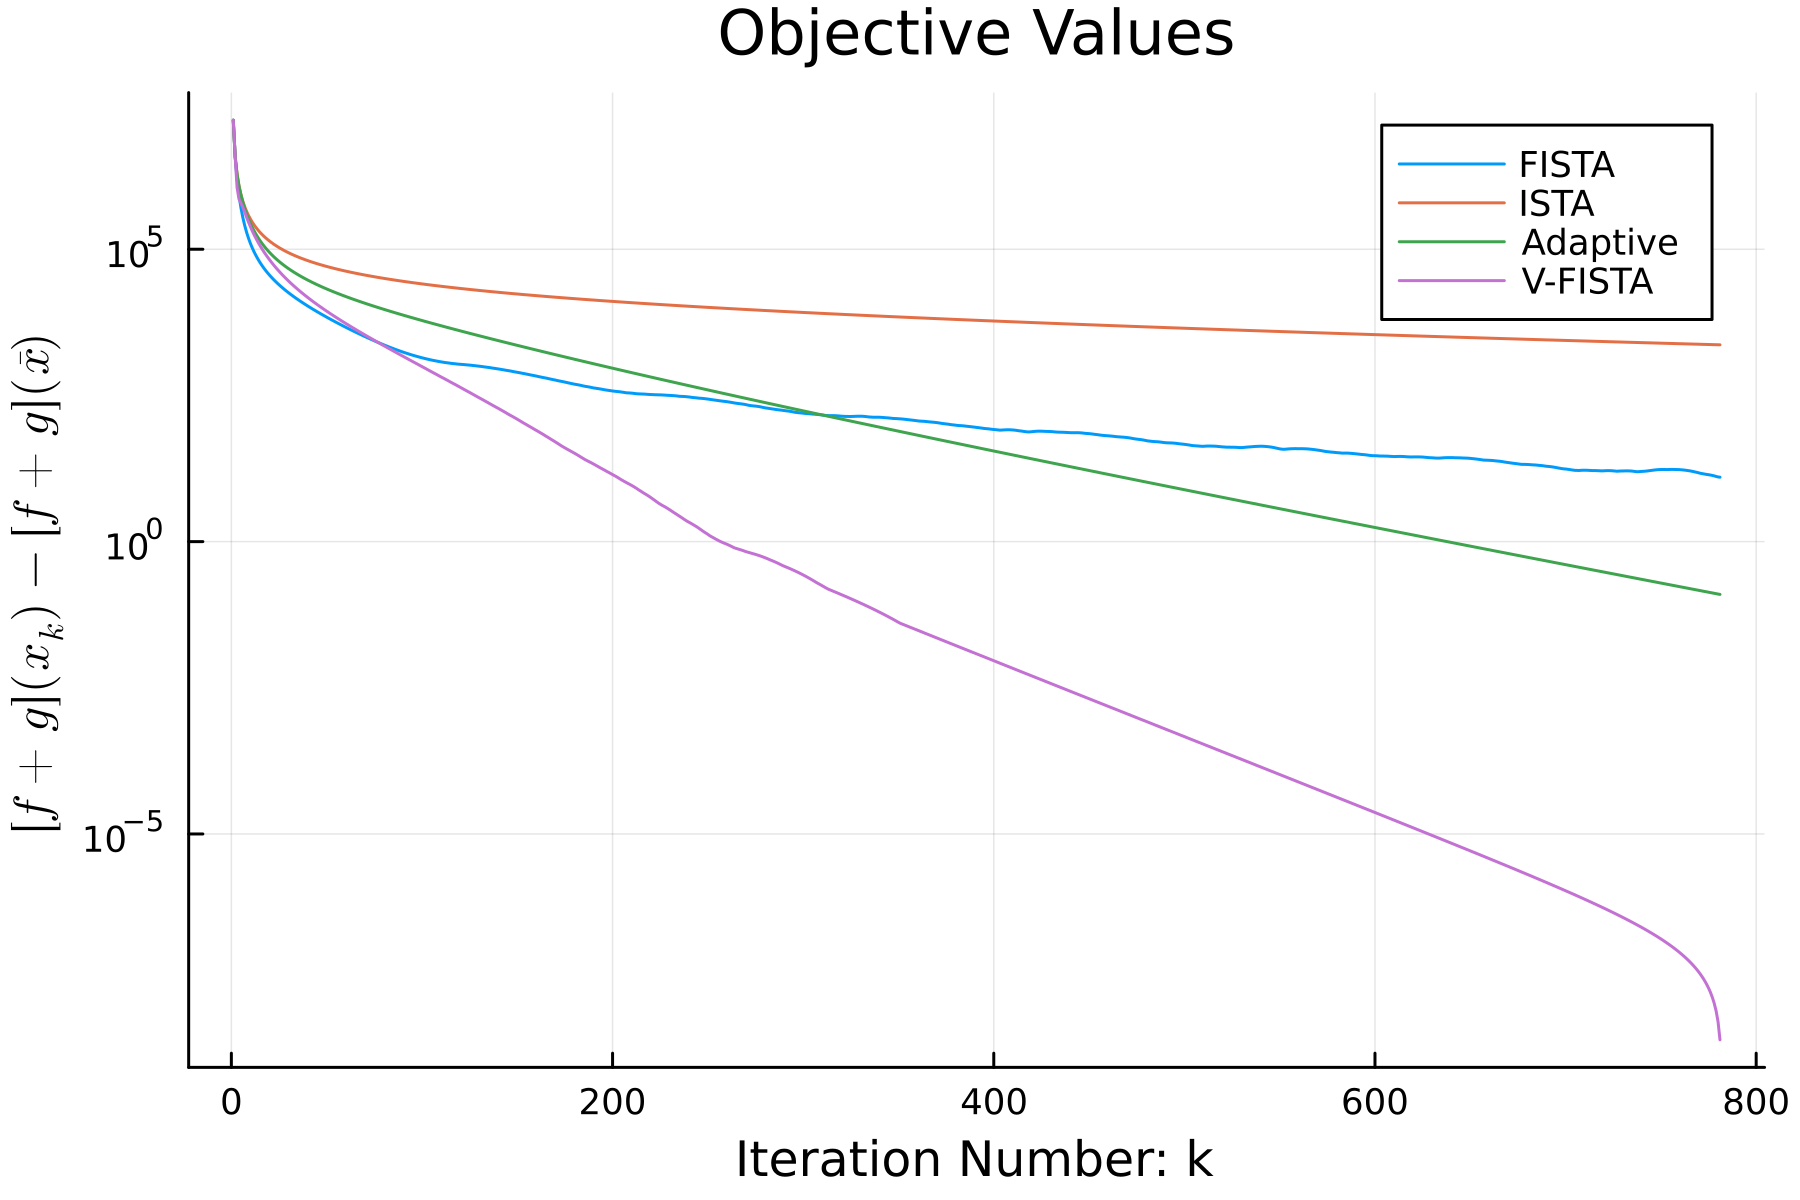 Objective Values
[f + g](x_k) − [f + g](x̄)
10^5
10^0
10^−5
FISTA
ISTA
Adaptive
V-FISTA
0 200 400 600 800
Iteration Number: k